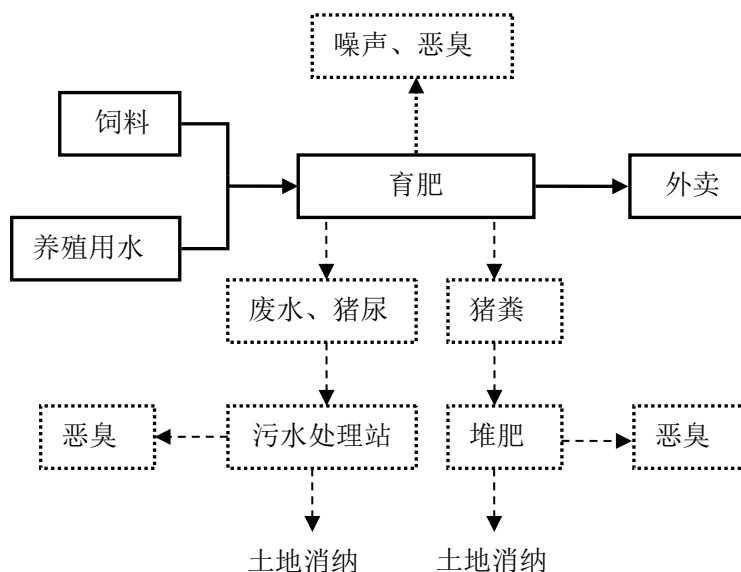 噪声、恶臭
饲料
育肥
外卖
养殖用水
废水、猪尿
猪粪
恶臭
污水处理站
堆肥
恶臭
土地消纳
土地消纳